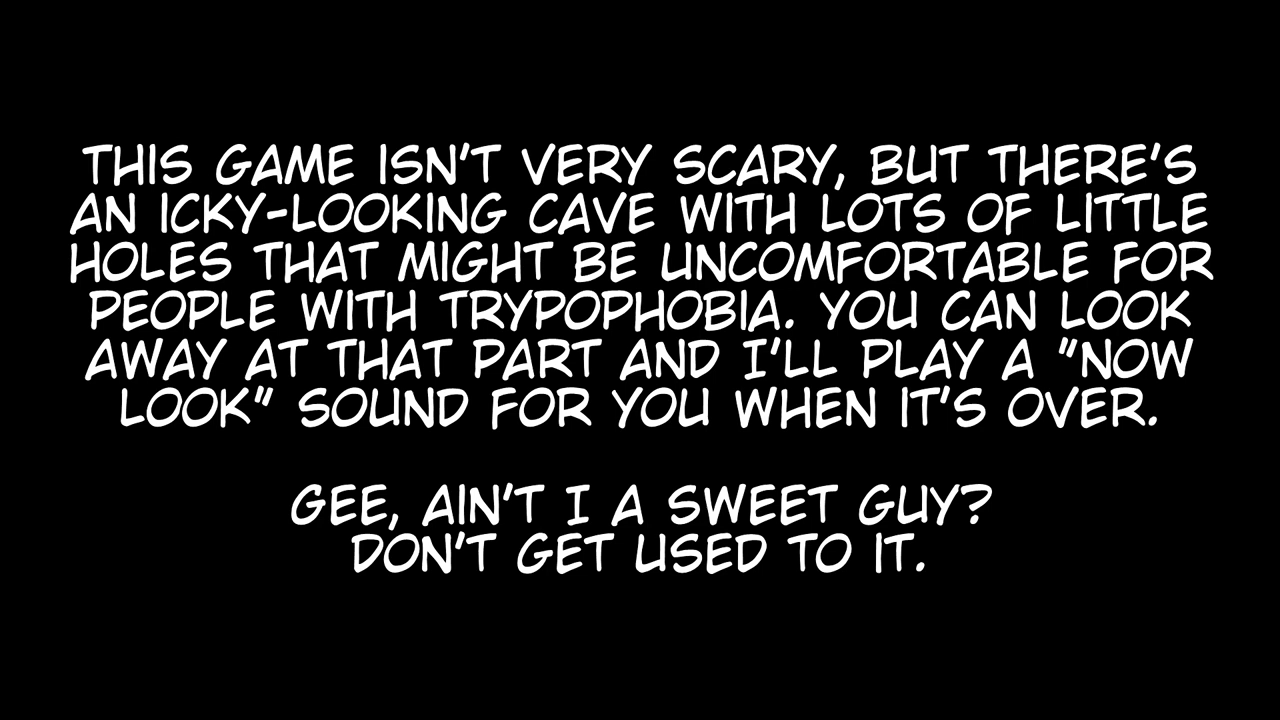 THIS GAME ISN'T VERY SCARY, BUT THERE'S
AN ICKY-LOOKING CAVE WITH LOTS OF LITTLE
HOLES THAT MIGHT BE UNCOMFORTABLE FOR
PEOPLE WITH TRYPOPHOBIA. YOU CAN LOOK
AWAY AT THAT PART AND I'LL PLAY A "NOW
LOOK" SOUND FOR YOU WHEN IT'S OVER.
GEE, AIN'T I A SWEET GUY?
DON'T GET USED TO IT.